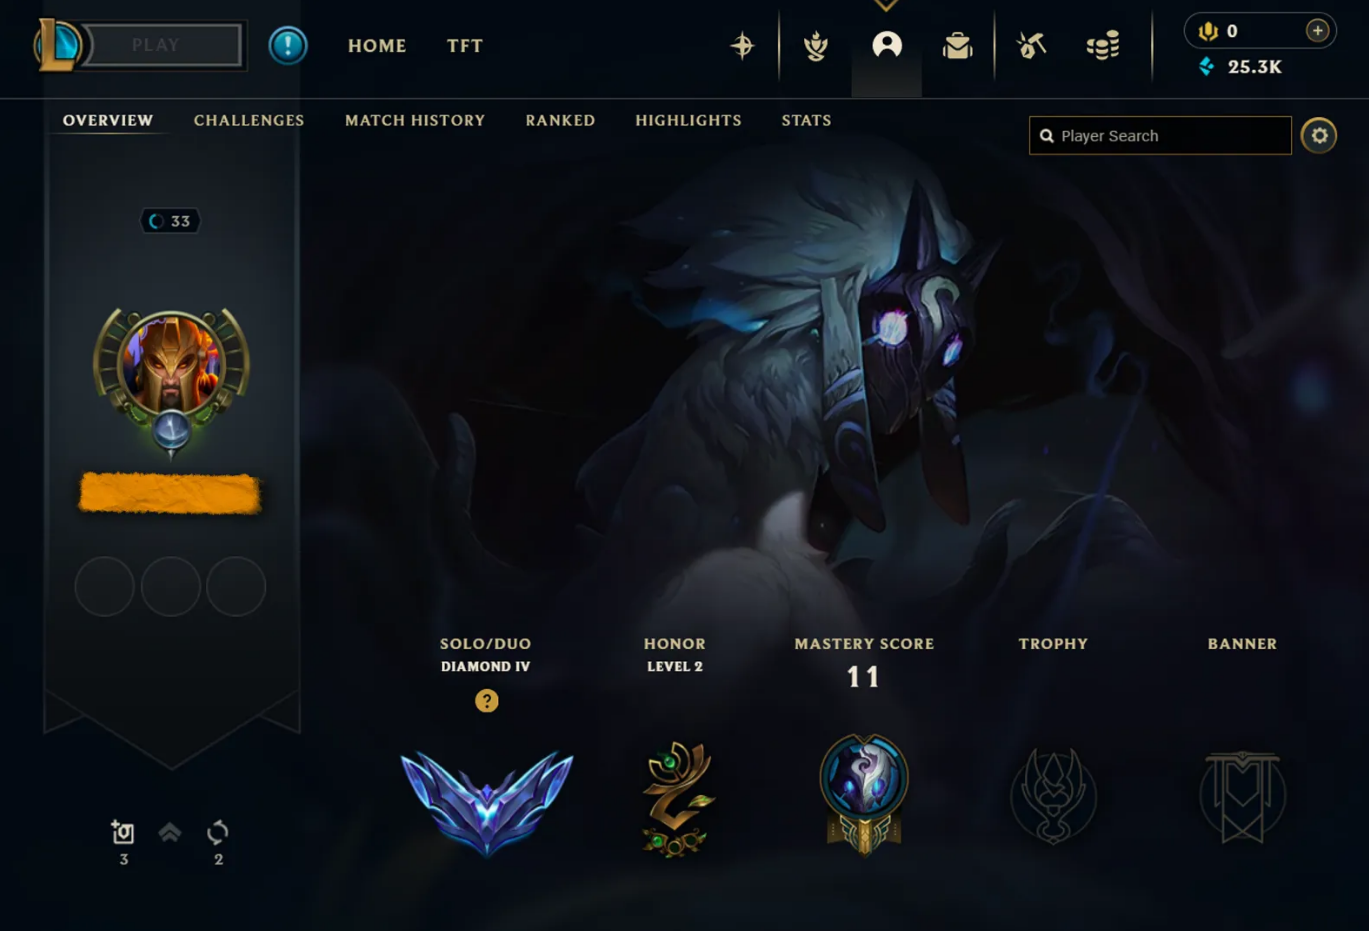 PLAY
HOME
TFT
0
25.3K
OVERVIEW
CHALLENGES
MATCH HISTORY
RANKED
HIGHLIGHTS
STATS
Player Search
33
SOLO/DUO
DIAMOND IV
?
HONOR
LEVEL 2
MASTERY SCORE
11
TROPHY
BANNER
3
2